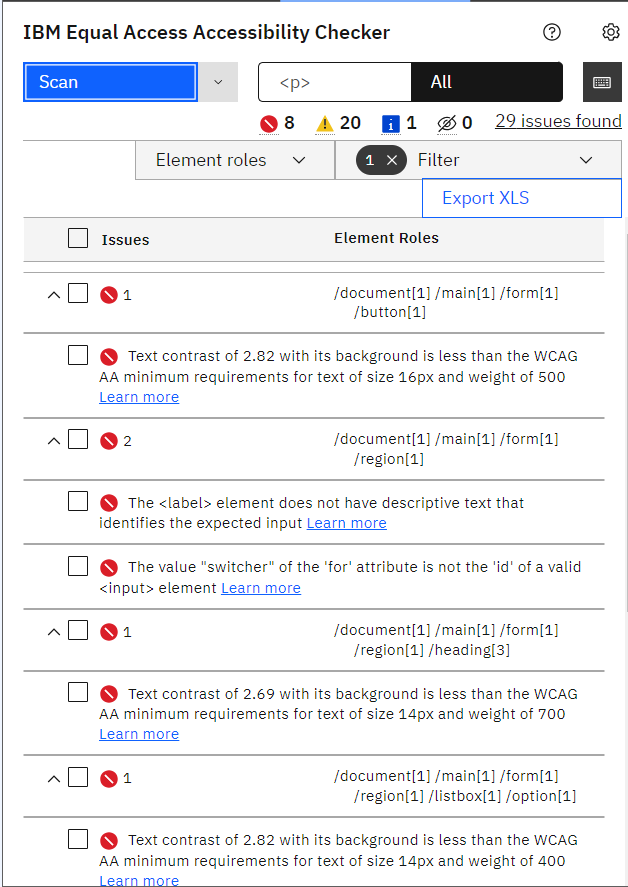 IBM Equal Access Accessibility Checker
Scan
<p>
All
8
20
1
0
29 issues found
Element roles
1
Filter
Export XLS
Issues
Element Roles
1
/document[1] /main[1] /form[1]
/button[1]
Text contrast of 2.82 with its background is less than the WCAG
AA minimum requirements for text of size 16px and weight of 500
Learn more
2
/document[1] /main[1] /form[1]
/region[1]
The <label> element does not have descriptive text that
identifies the expected input Learn more
The value "switcher" of the 'for' attribute is not the 'id' of a valid
<input> element Learn more
1
/document[1] /main[1] /form[1]
/region[1] /heading[3]
Text contrast of 2.69 with its background is less than the WCAG
AA minimum requirements for text of size 14px and weight of 700
Learn more
1
/document[1] /main[1] /form[1]
/region[1] /listbox[1] /option[1]
Text contrast of 2.82 with its background is less than the WCAG
AA minimum requirements for text of size 14px and weight of 400
Learn more